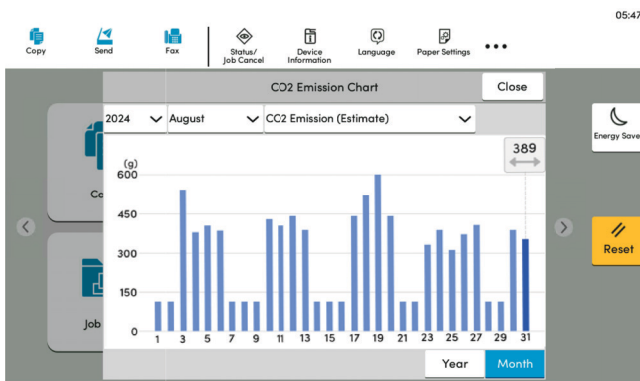 05:47
Copy
Send
Fax
Status/
Job Cancel
Device
Information
Language
Paper Settings
CO2 Emission Chart
Close
2024
August
CO2 Emission (Estimate)
389
(g)
600
450
300
150
0
1 3 5 7 9 11 13 15 17 19 21 23 25 27 29 31
Year
Month
Co
Job
Energy Save
Reset